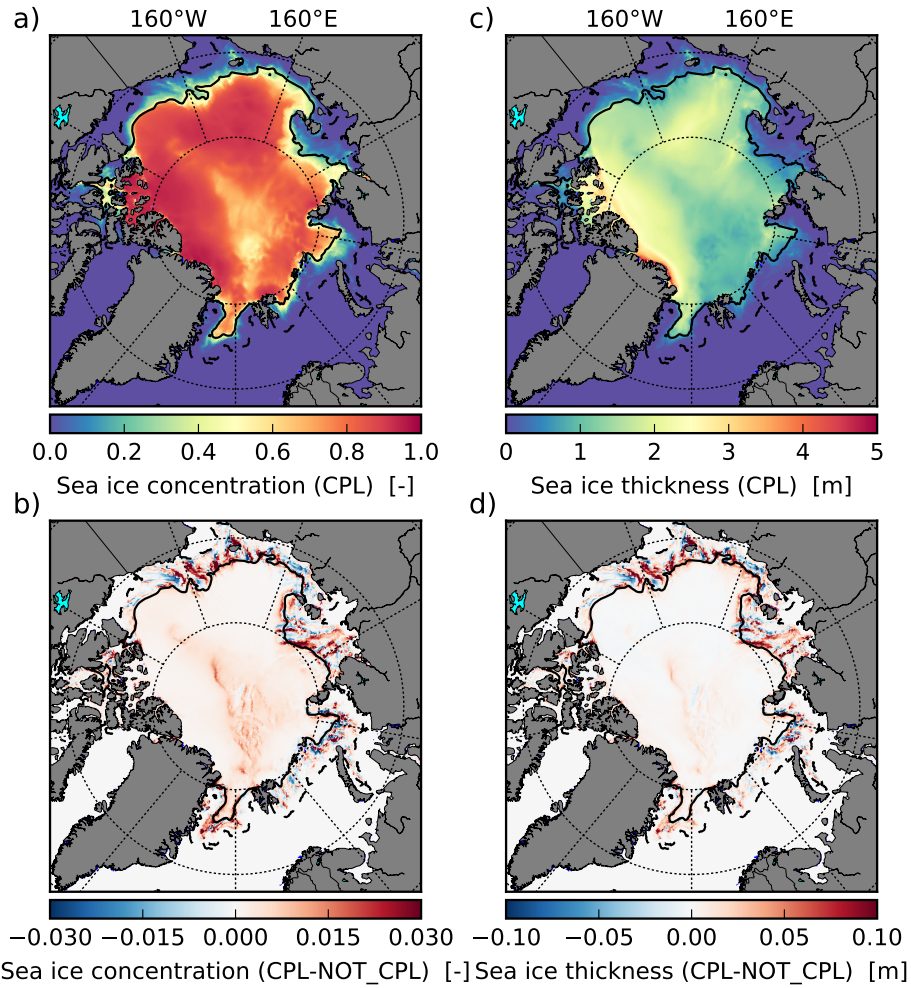 a)
160°W 160°E
0.0 0.2 0.4 0.6 0.8 1.0
Sea ice concentration (CPL) [-]
c)
160°W 160°E
0 1 2 3 4 5
Sea ice thickness (CPL) [m]
b)
−0.030 −0.015 0.000 0.015 0.030
Sea ice concentration (CPL-NOT_CPL) [-]
d)
−0.10 −0.05 0.00 0.05 0.10
Sea ice thickness (CPL-NOT_CPL) [m]